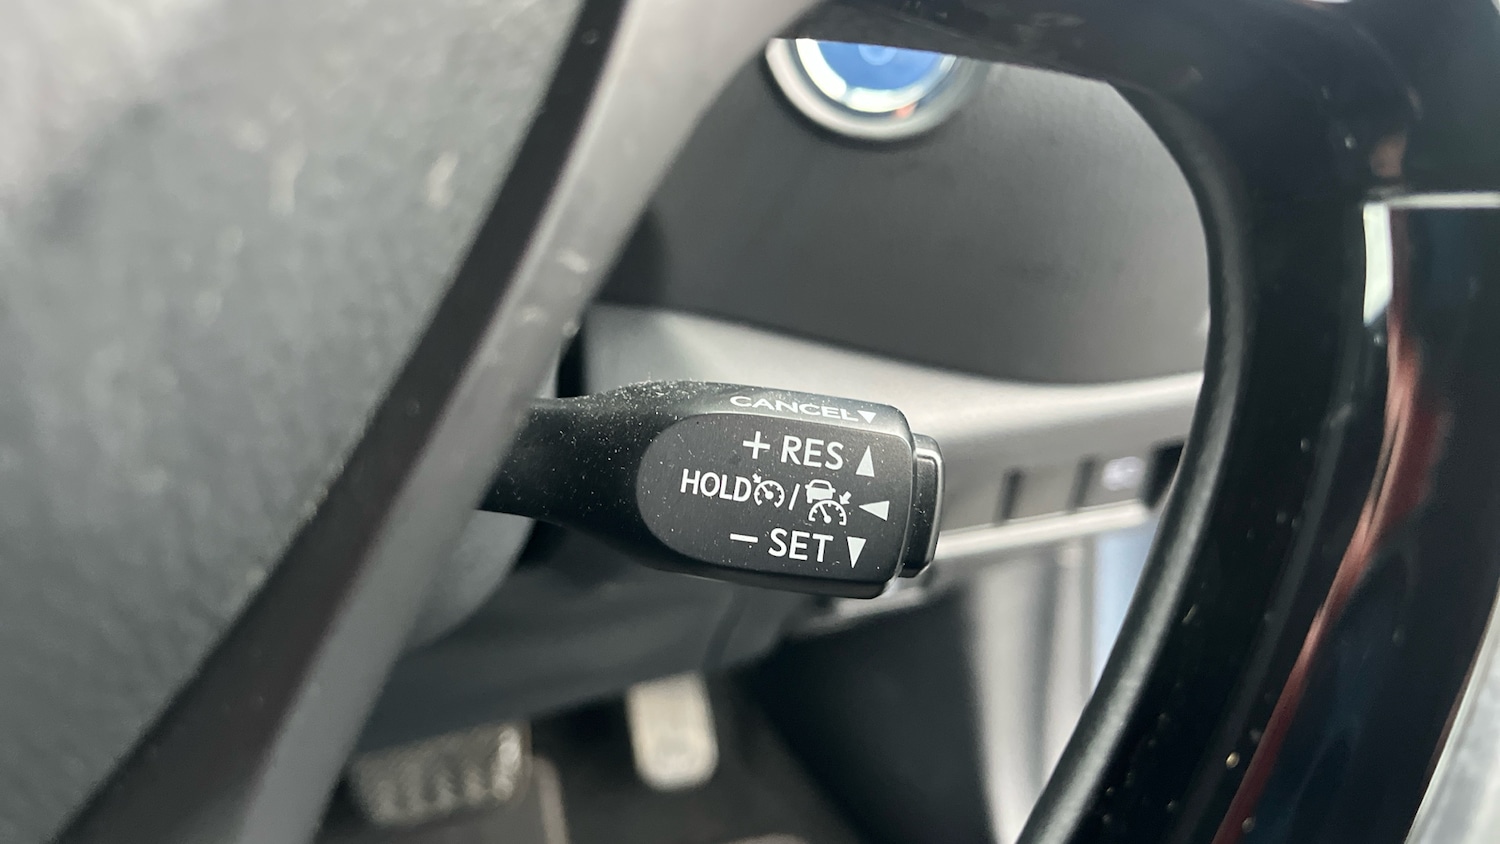 CANCEL▼
+ RES ▲
HOLD / ◀
− SET ▼